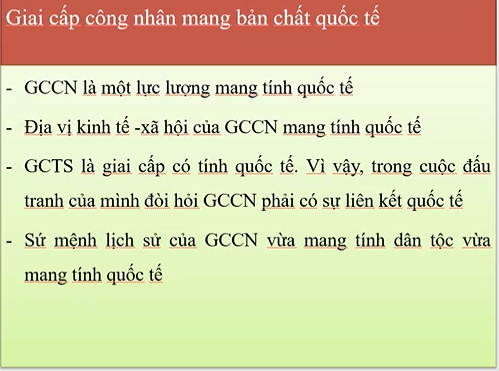 Giai cấp công nhân mang bản chất quốc tế
- GCCN là một lực lượng mang tính quốc tế
- Địa vị kinh tế -xã hội của GCCN mang tính quốc tế
- GCTS là giai cấp có tính quốc tế. Vì vậy, trong cuộc đấu
tranh của mình đòi hỏi GCCN phải có sự liên kết quốc tế
- Sứ mệnh lịch sử của GCCN vừa mang tính dân tộc vừa
mang tính quốc tế